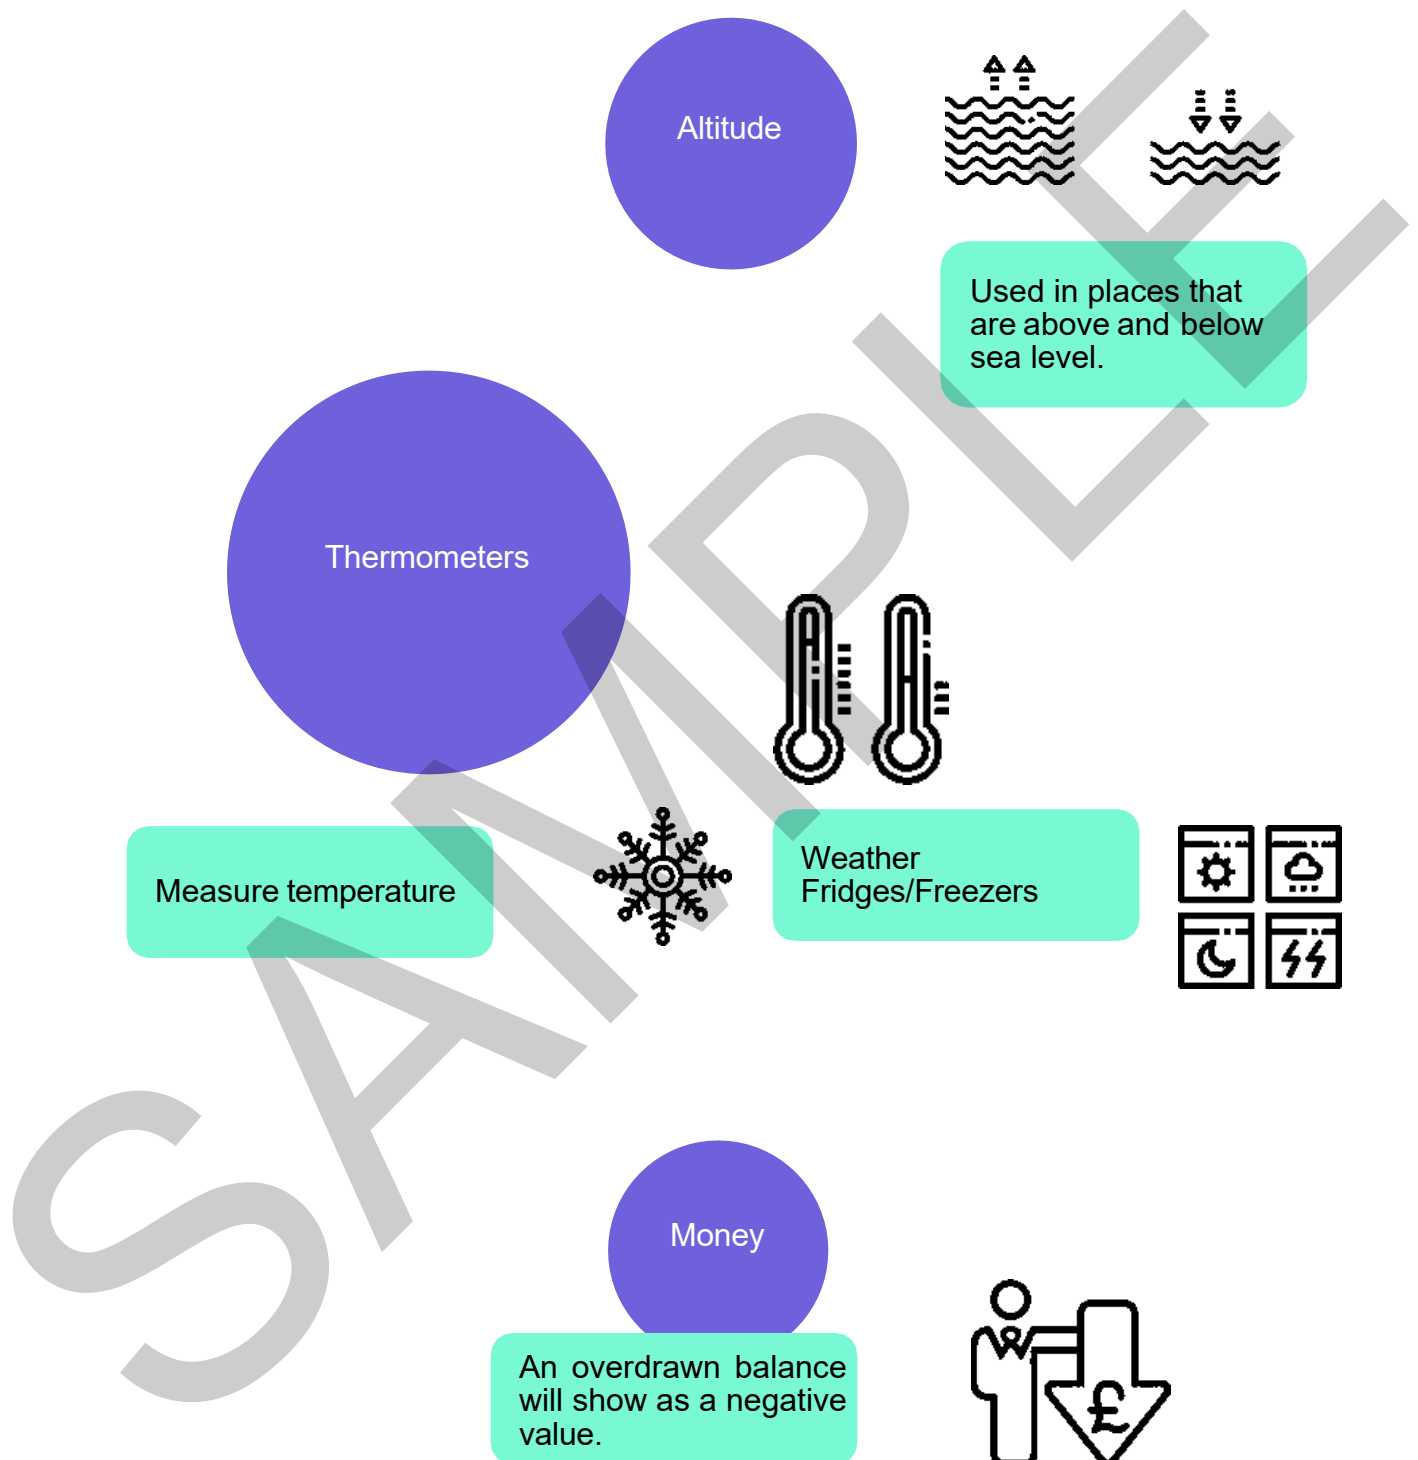 Altitude
Used in places that
are above and below
sea level.
Thermometers
Measure temperature
Weather
Fridges/Freezers
Money
An overdrawn balance
will show as a negative
value.
£
SAMPLE